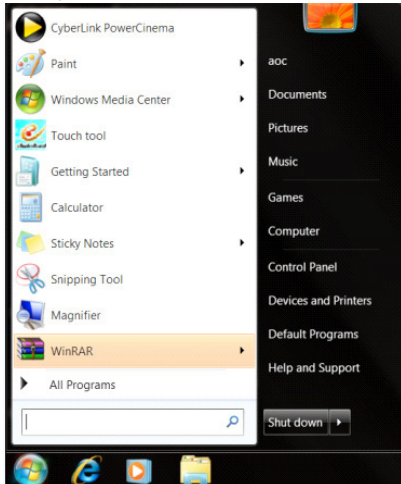 CyberLink PowerCinema
Paint
Windows Media Center
Touch tool
Getting Started
Calculator
Sticky Notes
Snipping Tool
Magnifier
WinRAR
All Programs
aoc
Documents
Pictures
Music
Games
Computer
Control Panel
Devices and Printers
Default Programs
Help and Support
Shut down